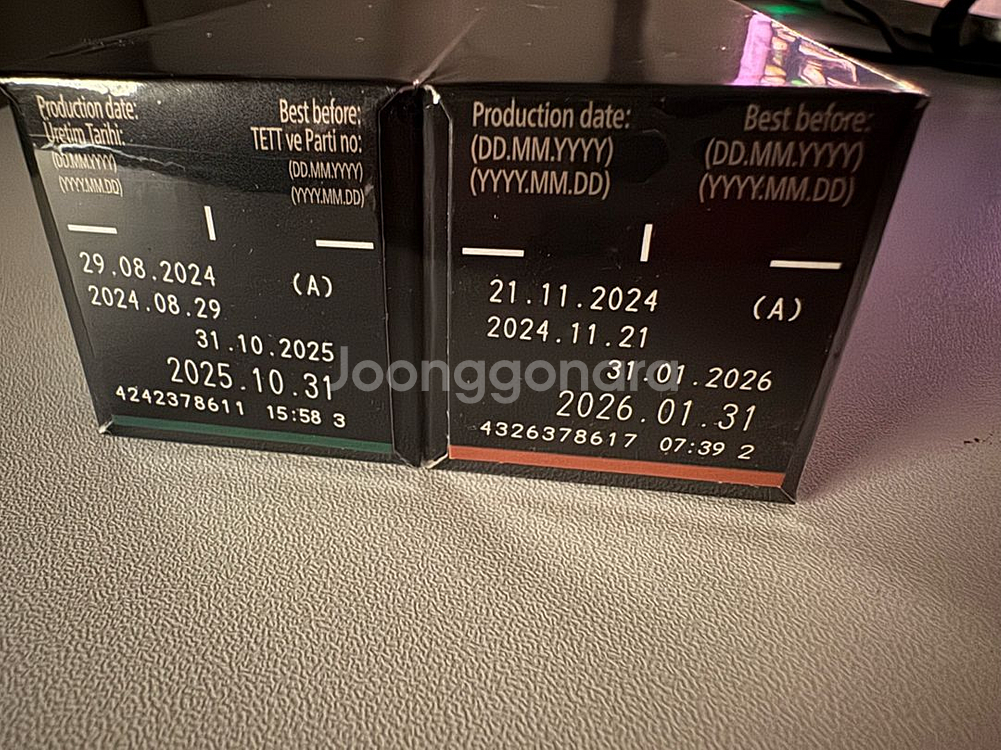 Production date:
Üretim Tarihi:
(DD.MM.YYYY)
(YYYY.MM.DD)
Best before:
TETT ve Parti no:
(DD.MM.YYYY)
(YYYY.MM.DD)
29.08.2024 (A)
2024.08.29
31.10.2025
2025.10.31
4242378611 15:58 3
Production date:
(DD.MM.YYYY)
(YYYY.MM.DD)
Best before:
(DD.MM.YYYY)
(YYYY.MM.DD)
21.11.2024 (A)
2024.11.21
31.01.2026
2026.01.31
4326378617 07:39 2
Joonggonara